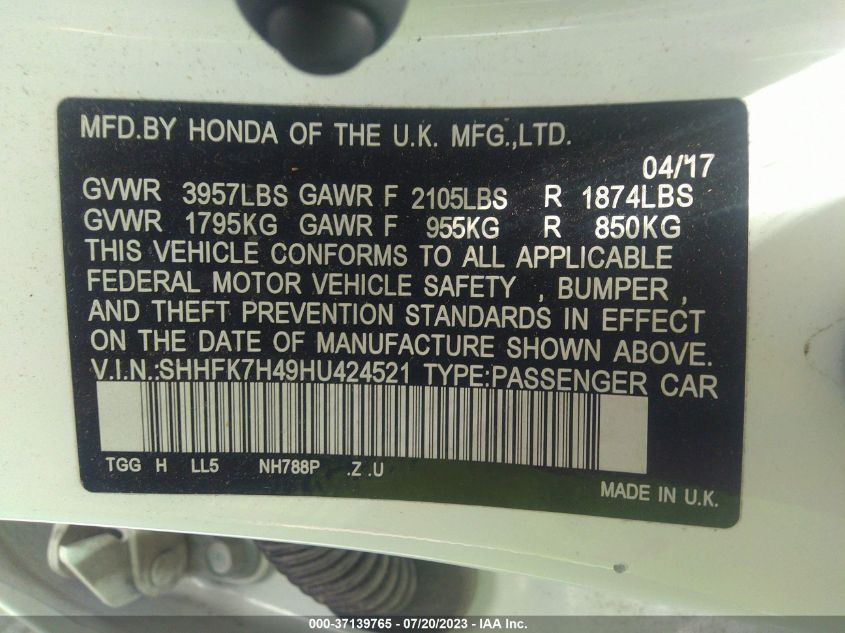 MFD.BY HONDA OF THE U.K. MFG.,LTD.
04/17
GVWR 3957LBS GAWR F 2105LBS R 1874LBS
GVWR 1795KG GAWR F 955KG R 850KG
THIS VEHICLE CONFORMS TO ALL APPLICABLE
FEDERAL MOTOR VEHICLE SAFETY , BUMPER ,
AND THEFT PREVENTION STANDARDS IN EFFECT
ON THE DATE OF MANUFACTURE SHOWN ABOVE.
V.I.N.:SHHFK7H49HU424521 TYPE:PASSENGER CAR
TGG H LL5 NH788P .Z .U
MADE IN U.K.
000-37139765 - 07/20/2023 - IAA Inc.